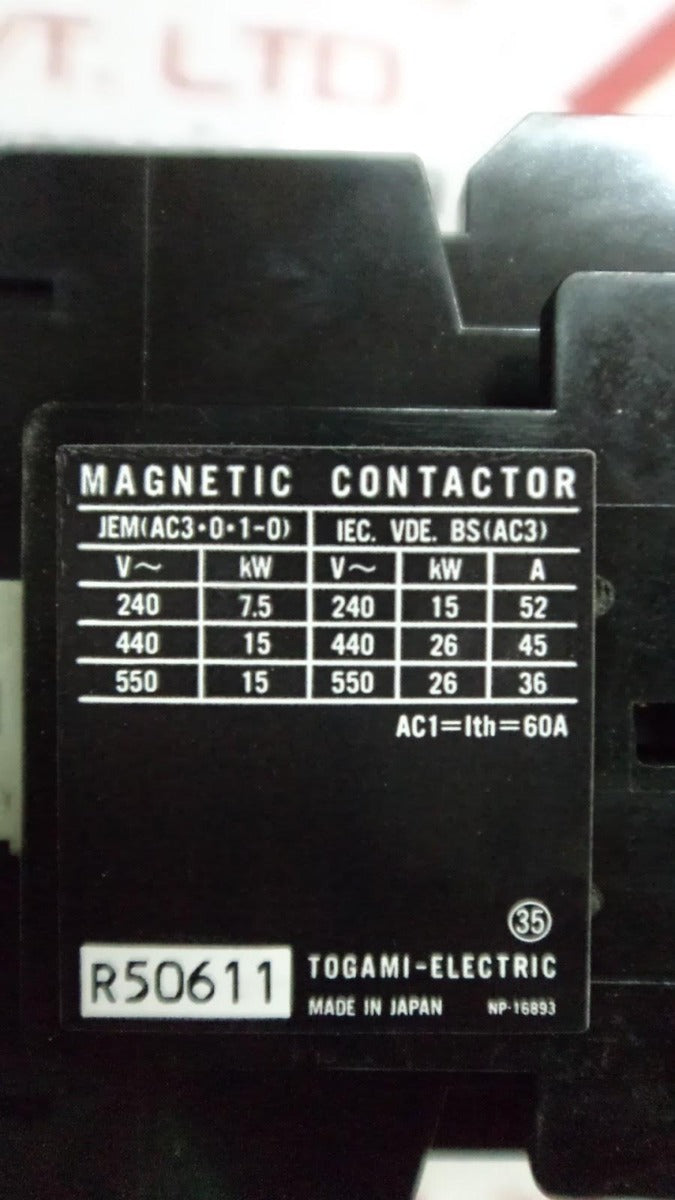 VT. LTD
MAGNETIC CONTACTOR
JEM(AC3·0·1-0) IEC. VDE. BS(AC3)
V~ kW V~ kW A
240 7.5 240 15 52
440 15 440 26 45
550 15 550 26 36
AC1=Ith=60A
35
R50611 TOGAMI-ELECTRIC
MADE IN JAPAN NP-16893